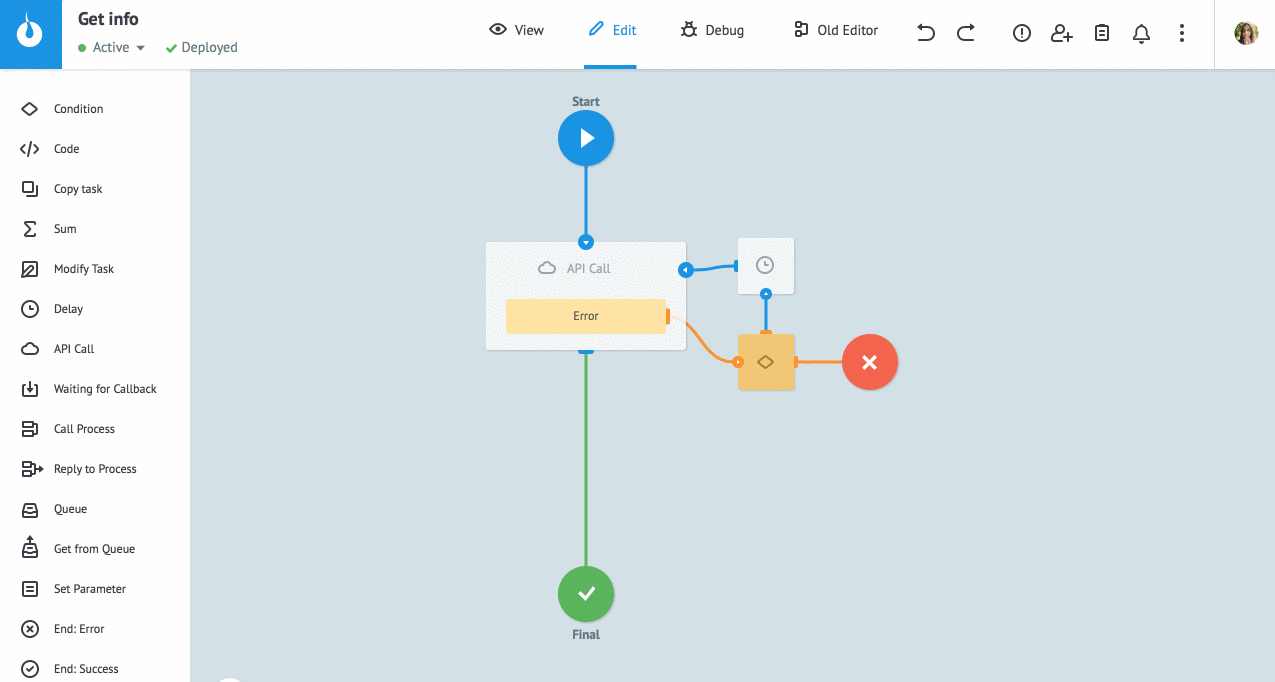 Get info
Active
Deployed
View
Edit
Debug
Old Editor
Condition
Code
Copy task
Sum
Modify Task
Delay
API Call
Waiting for Callback
Call Process
Reply to Process
Queue
Get from Queue
Set Parameter
End: Error
End: Success
Start
API Call
Error
Final